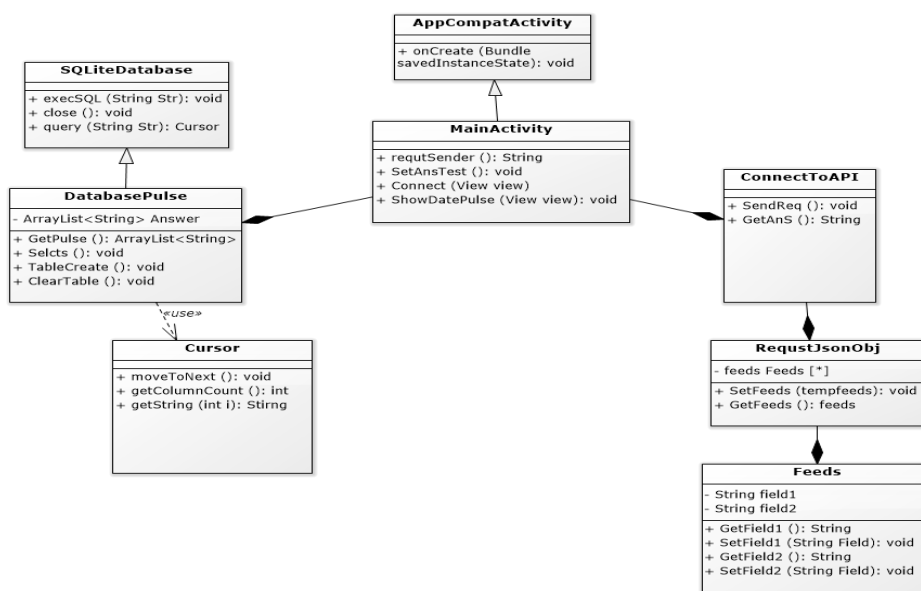 AppCompatActivity
+ onCreate (Bundle
savedInstanceState): void
SQLiteDatabase
+ execSQL (String Str): void
+ close (): void
+ query (String Str): Cursor
MainActivity
+ requtSender (): String
+ SetAnsTest (): void
+ Connect (View view)
+ ShowDatePulse (View view): void
ConnectToAPI
+ SendReq (): void
+ GetAnS (): String
DatabasePulse
- ArrayList<String> Answer
+ GetPulse (): ArrayList<String>
+ Selcts (): void
+ TableCreate (): void
+ ClearTable (): void
«use»
Cursor
+ moveToNext (): void
+ getColumnCount (): int
+ getString (int i): Stirng
RequstJsonObj
- feeds Feeds [*]
+ SetFeeds (tempfeeds): void
+ GetFeeds (): feeds
Feeds
- String field1
- String field2
+ GetField1 (): String
+ SetField1 (String Field): void
+ GetField2 (): String
+ SetField2 (String Field): void